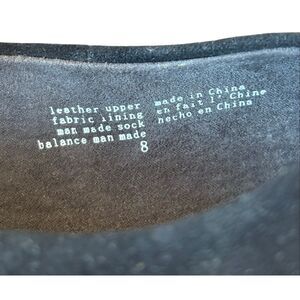 leather upper made in China
fabric lining en fait l' Chine
man made sock hecho en China
balance man made
8